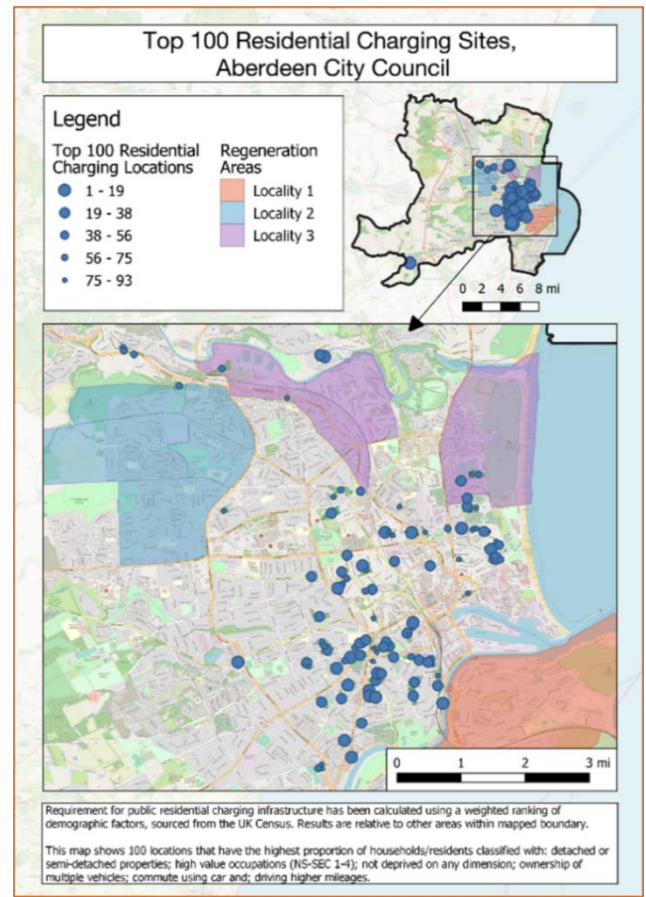 Top 100 Residential Charging Sites,
Aberdeen City Council
Legend
Top 100 Residential
Charging Locations
1 - 19
19 - 38
38 - 56
56 - 75
75 - 93
Regeneration
Areas
Locality 1
Locality 2
Locality 3
0 2 4 6 8 mi
0 1 2 3 mi
Requirement for public residential charging infrastructure has been calculated using a weighted ranking of
demographic factors, sourced from the UK Census. Results are relative to other areas within mapped boundary.
This map shows 100 locations that have the highest proportion of households/residents classified with: detached or
semi-detached properties; high value occupations (NS-SEC 1-4); not deprived on any dimension; ownership of
multiple vehicles; commute using car and; driving higher mileages.